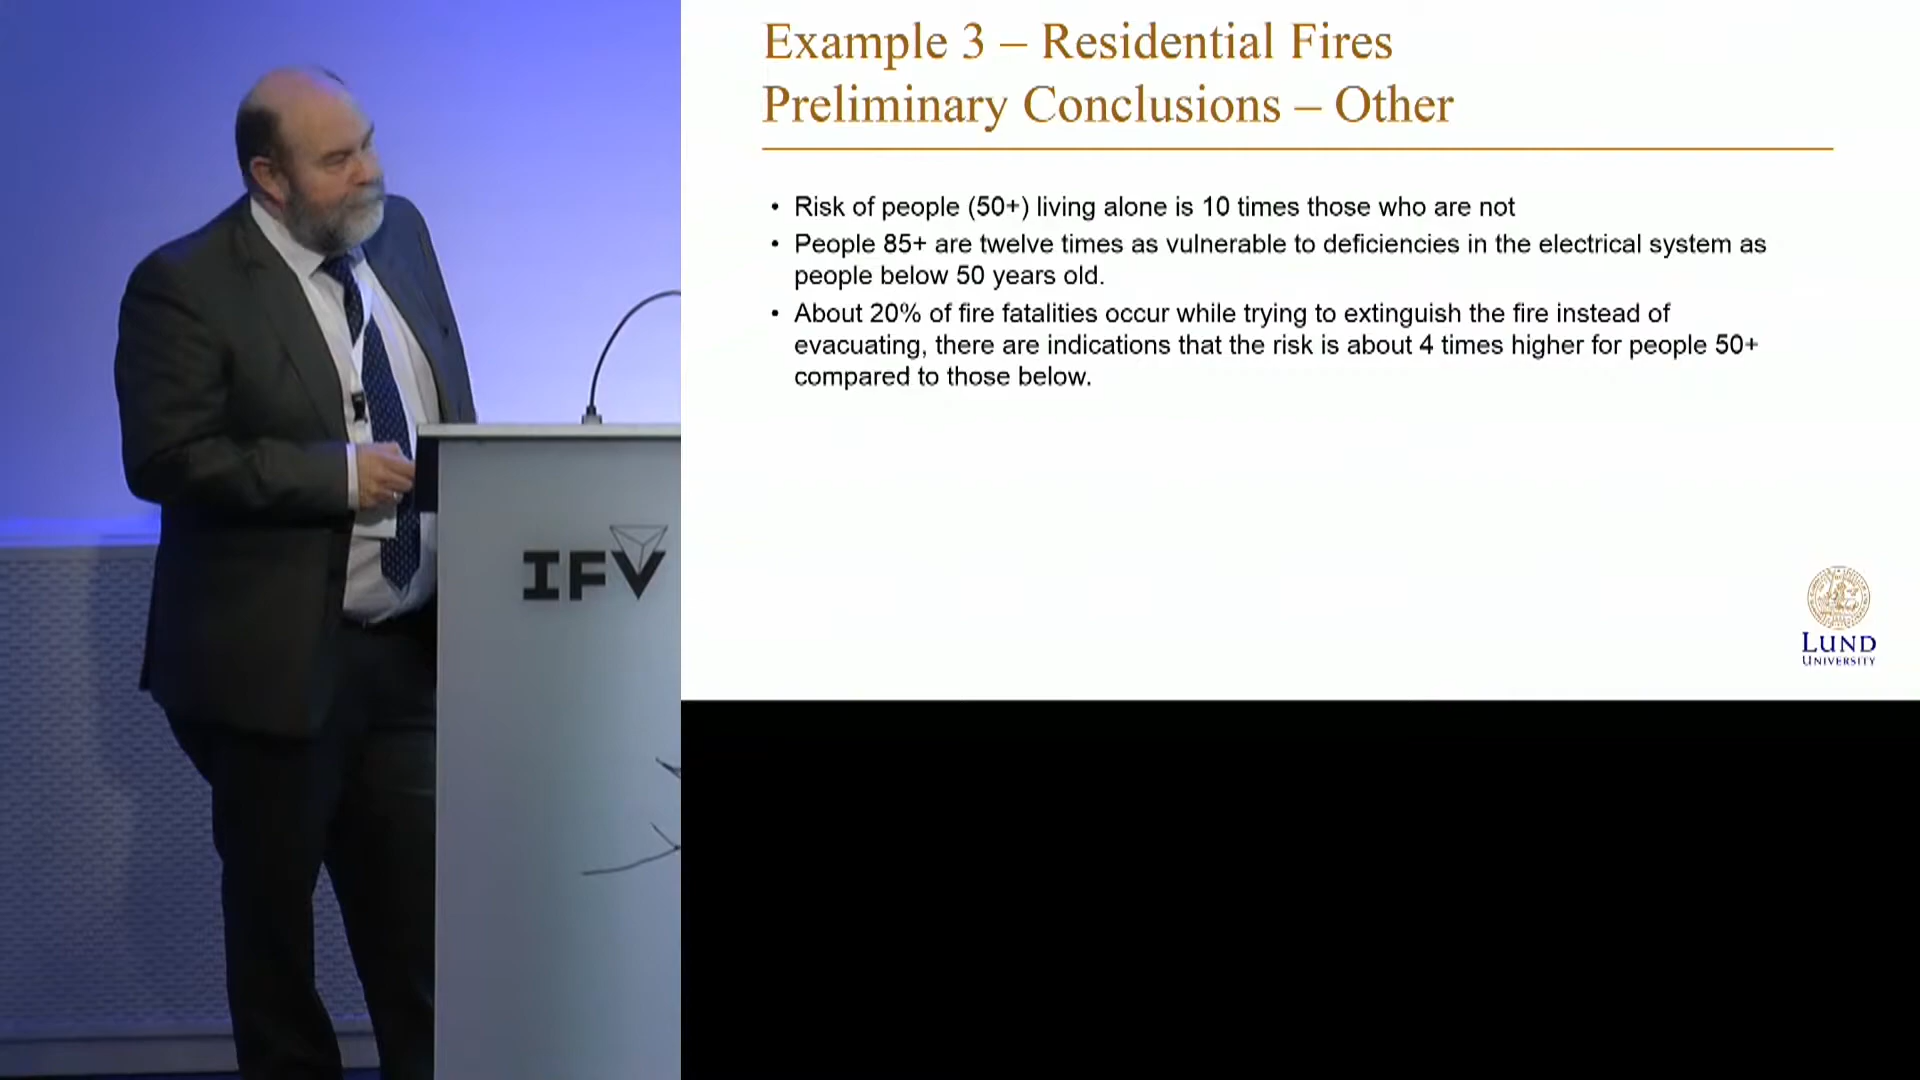 Example 3 – Residential Fires
Preliminary Conclusions – Other
• Risk of people (50+) living alone is 10 times those who are not
• People 85+ are twelve times as vulnerable to deficiencies in the electrical system as
people below 50 years old.
• About 20% of fire fatalities occur while trying to extinguish the fire instead of
evacuating, there are indications that the risk is about 4 times higher for people 50+
compared to those below.
IFV
LUND
UNIVERSITY